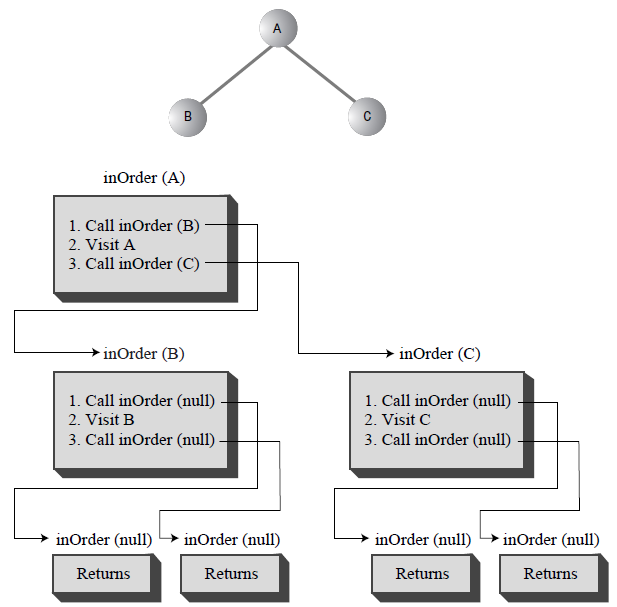 A
B
C
inOrder (A)
1. Call inOrder (B)
2. Visit A
3. Call inOrder (C)
inOrder (B)
1. Call inOrder (null)
2. Visit B
3. Call inOrder (null)
inOrder (C)
1. Call inOrder (null)
2. Visit C
3. Call inOrder (null)
inOrder (null)
inOrder (null)
inOrder (null)
inOrder (null)
Returns
Returns
Returns
Returns